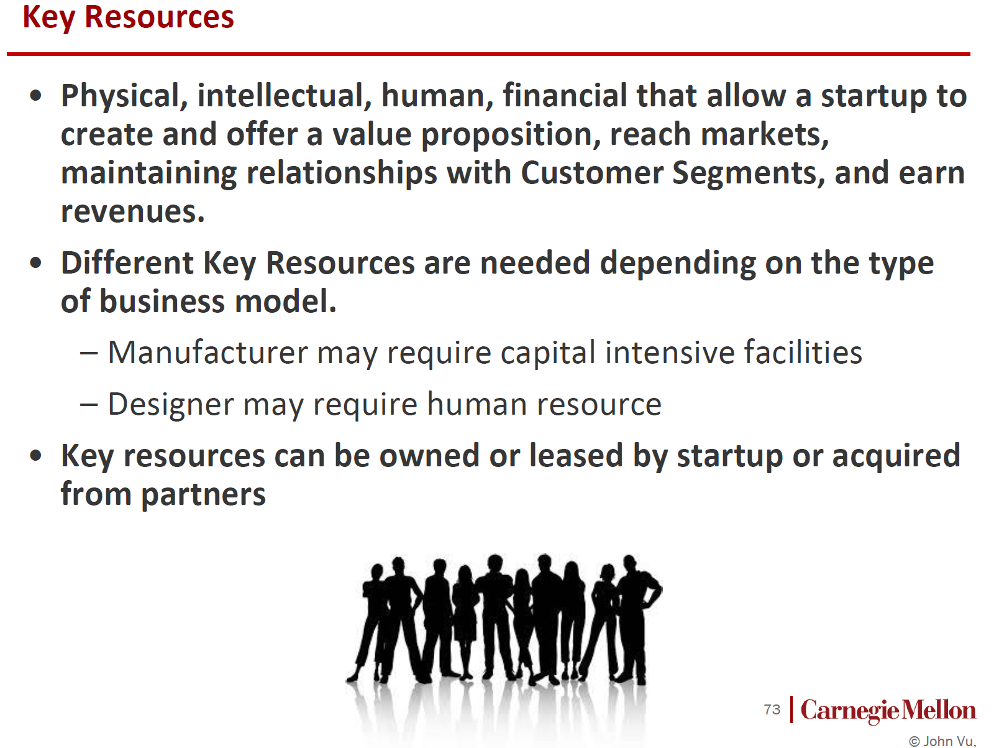 Key Resources
• Physical, intellectual, human, financial that allow a startup to
create and offer a value proposition, reach markets,
maintaining relationships with Customer Segments, and earn
revenues.
• Different Key Resources are needed depending on the type
of business model.
– Manufacturer may require capital intensive facilities
– Designer may require human resource
• Key resources can be owned or leased by startup or acquired
from partners
73
Carnegie Mellon
© John Vu,